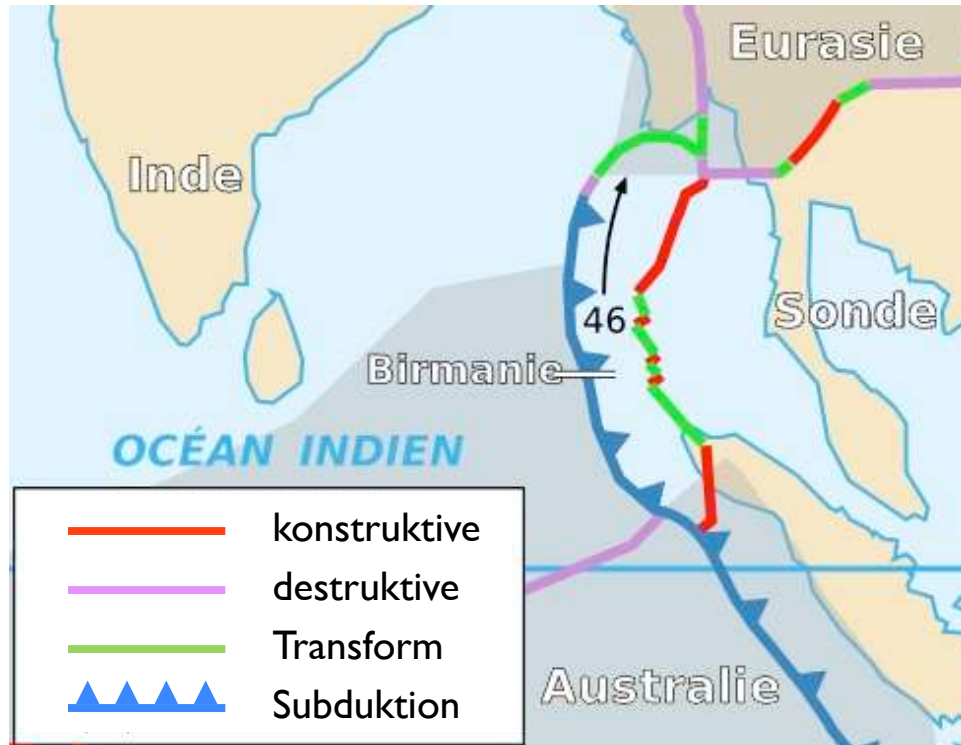 Eurasie
Inde
Sonde
46
Birmanie
OCÉAN INDIEN
Australie
konstruktive
destruktive
Transform
Subduktion